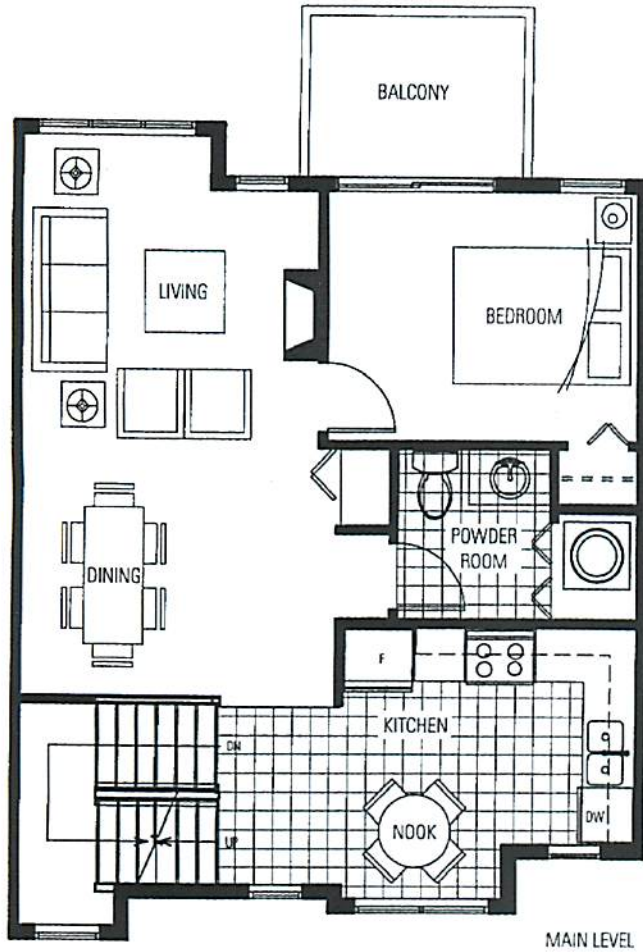 BALCONY
LIVING
BEDROOM
POWDER
ROOM
DINING
F
KITCHEN
DN
UP
NOOK
DW
MAIN LEVEL